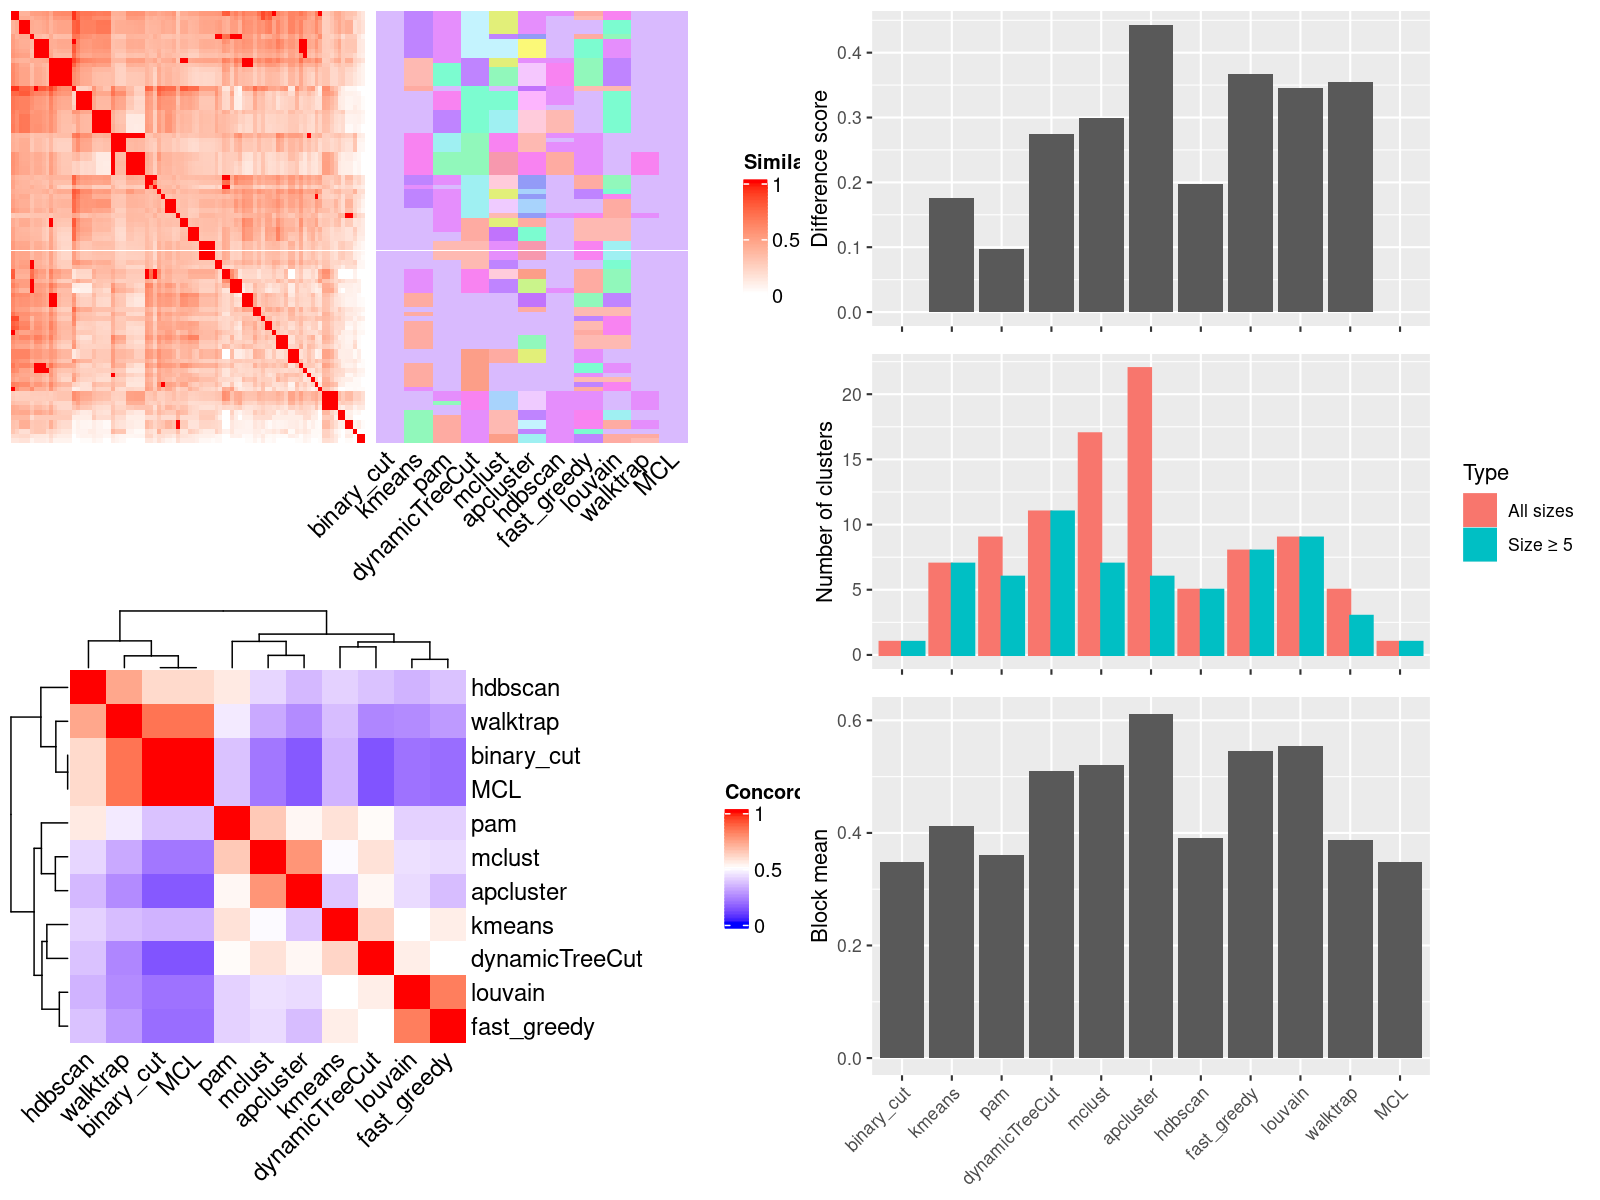 Simila
1
0.5
0
binary_cut
kmeans
pam
dynamicTreeCut
mclust
apcluster
hdbscan
fast_greedy
louvain
walktrap
MCL
hdbscan
walktrap
binary_cut
MCL
pam
mclust
apcluster
kmeans
dynamicTreeCut
louvain
fast_greedy
hdbscan
walktrap
binary_cut
MCL
pam
mclust
apcluster
kmeans
dynamicTreeCut
louvain
fast_greedy
Concord
1
0.5
0
Difference score
0.4
0.3
0.2
0.1
0.0
Number of clusters
20
15
10
5
0
Type
All sizes
Size ≥ 5
Block mean
0.6
0.4
0.2
0.0
binary_cut
kmeans
pam
dynamicTreeCut
mclust
apcluster
hdbscan
fast_greedy
louvain
walktrap
MCL